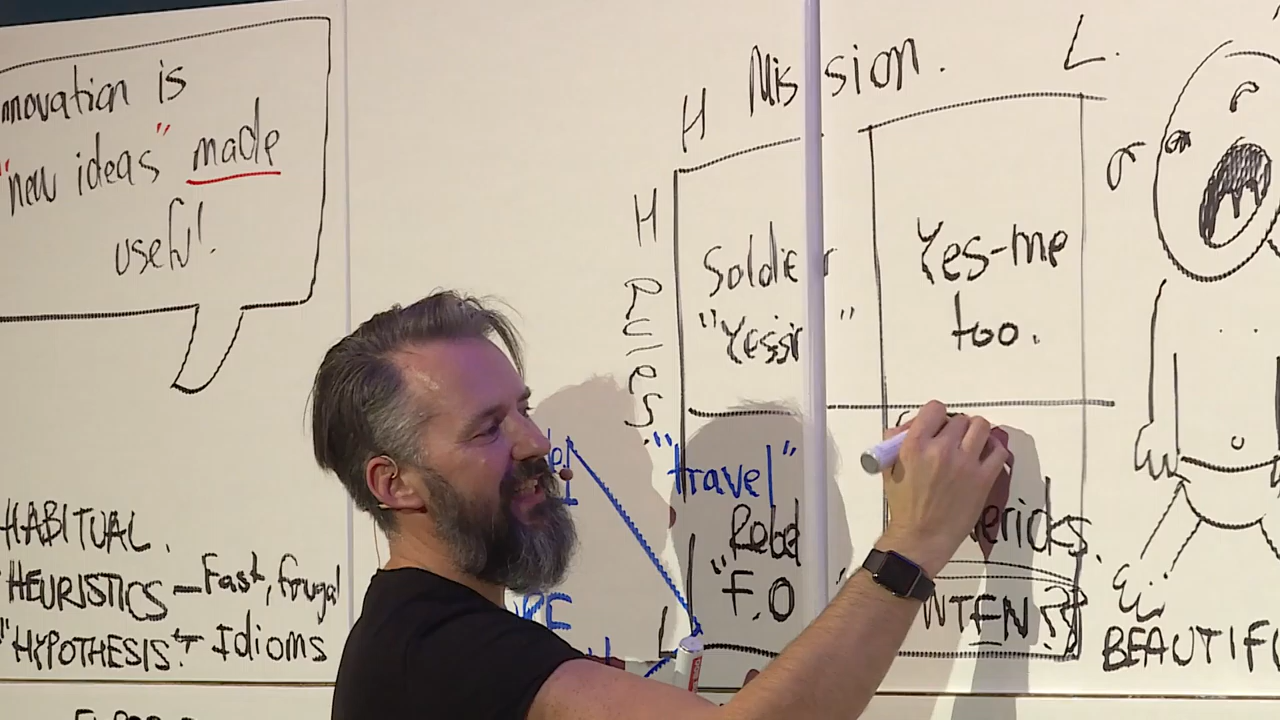 nnovation is
"new ideas" made
useful!
HABITUAL.
HEURISTICS - Fast, frugal
"HYPOTHESIS". - Idioms
Mission.
H
L.
H
Rules.
Soldier
"Yessir"
Yes-me
too.
"travel"
Rebel
"F.O
ericks.
L
BEAUTIF